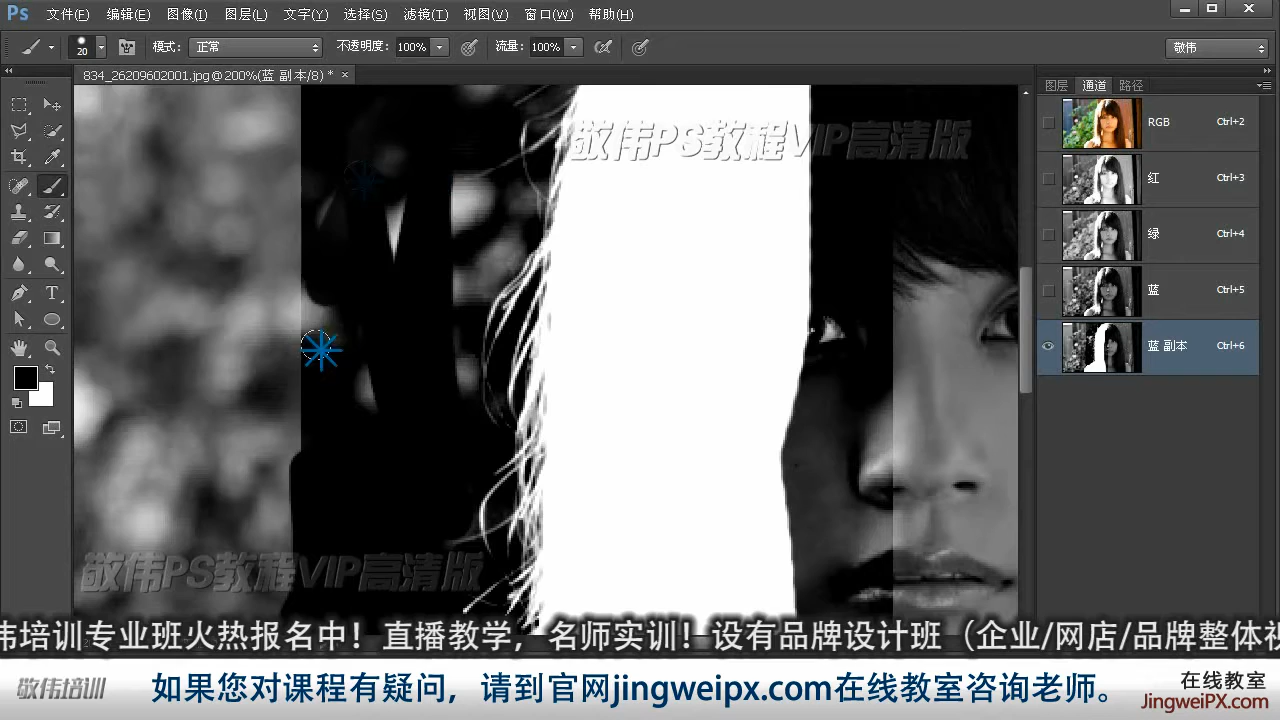 Ps 文件(F) 编辑(E) 图像(I) 图层(L) 文字(Y) 选择(S) 滤镜(T) 视图(V) 窗口(W) 帮助(H)
20 模式： 正常 不透明度： 100% 流量： 100% 敬伟
834_26209602001.jpg @ 200%(蓝 副本/8) * ×
图层 通道 路径
RGB Ctrl+2
红 Ctrl+3
绿 Ctrl+4
蓝 Ctrl+5
蓝 副本 Ctrl+6
敬伟PS教程VIP高清版
敬伟PS教程VIP高清版
伟培训专业班火热报名中！直播教学，名师实训！设有品牌设计班（企业/网店/品牌整体视
敬伟培训 如果您对课程有疑问，请到官网jingweipx.com在线教室咨询老师。 在线教室
JingweiPX.com